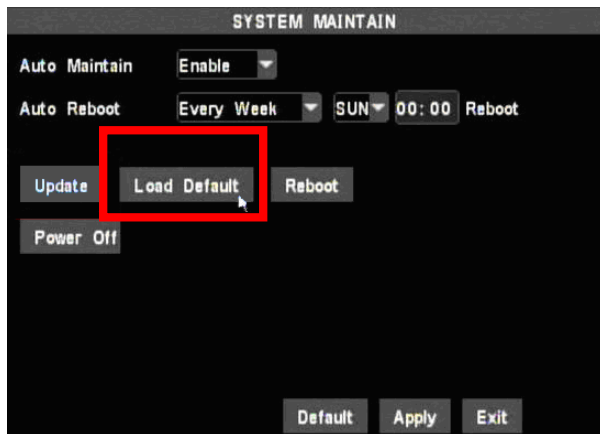 SYSTEM MAINTAIN
Auto Maintain Enable
Auto Reboot Every Week SUN 00:00 Reboot
Update Load Default Reboot
Power Off
Default Apply Exit